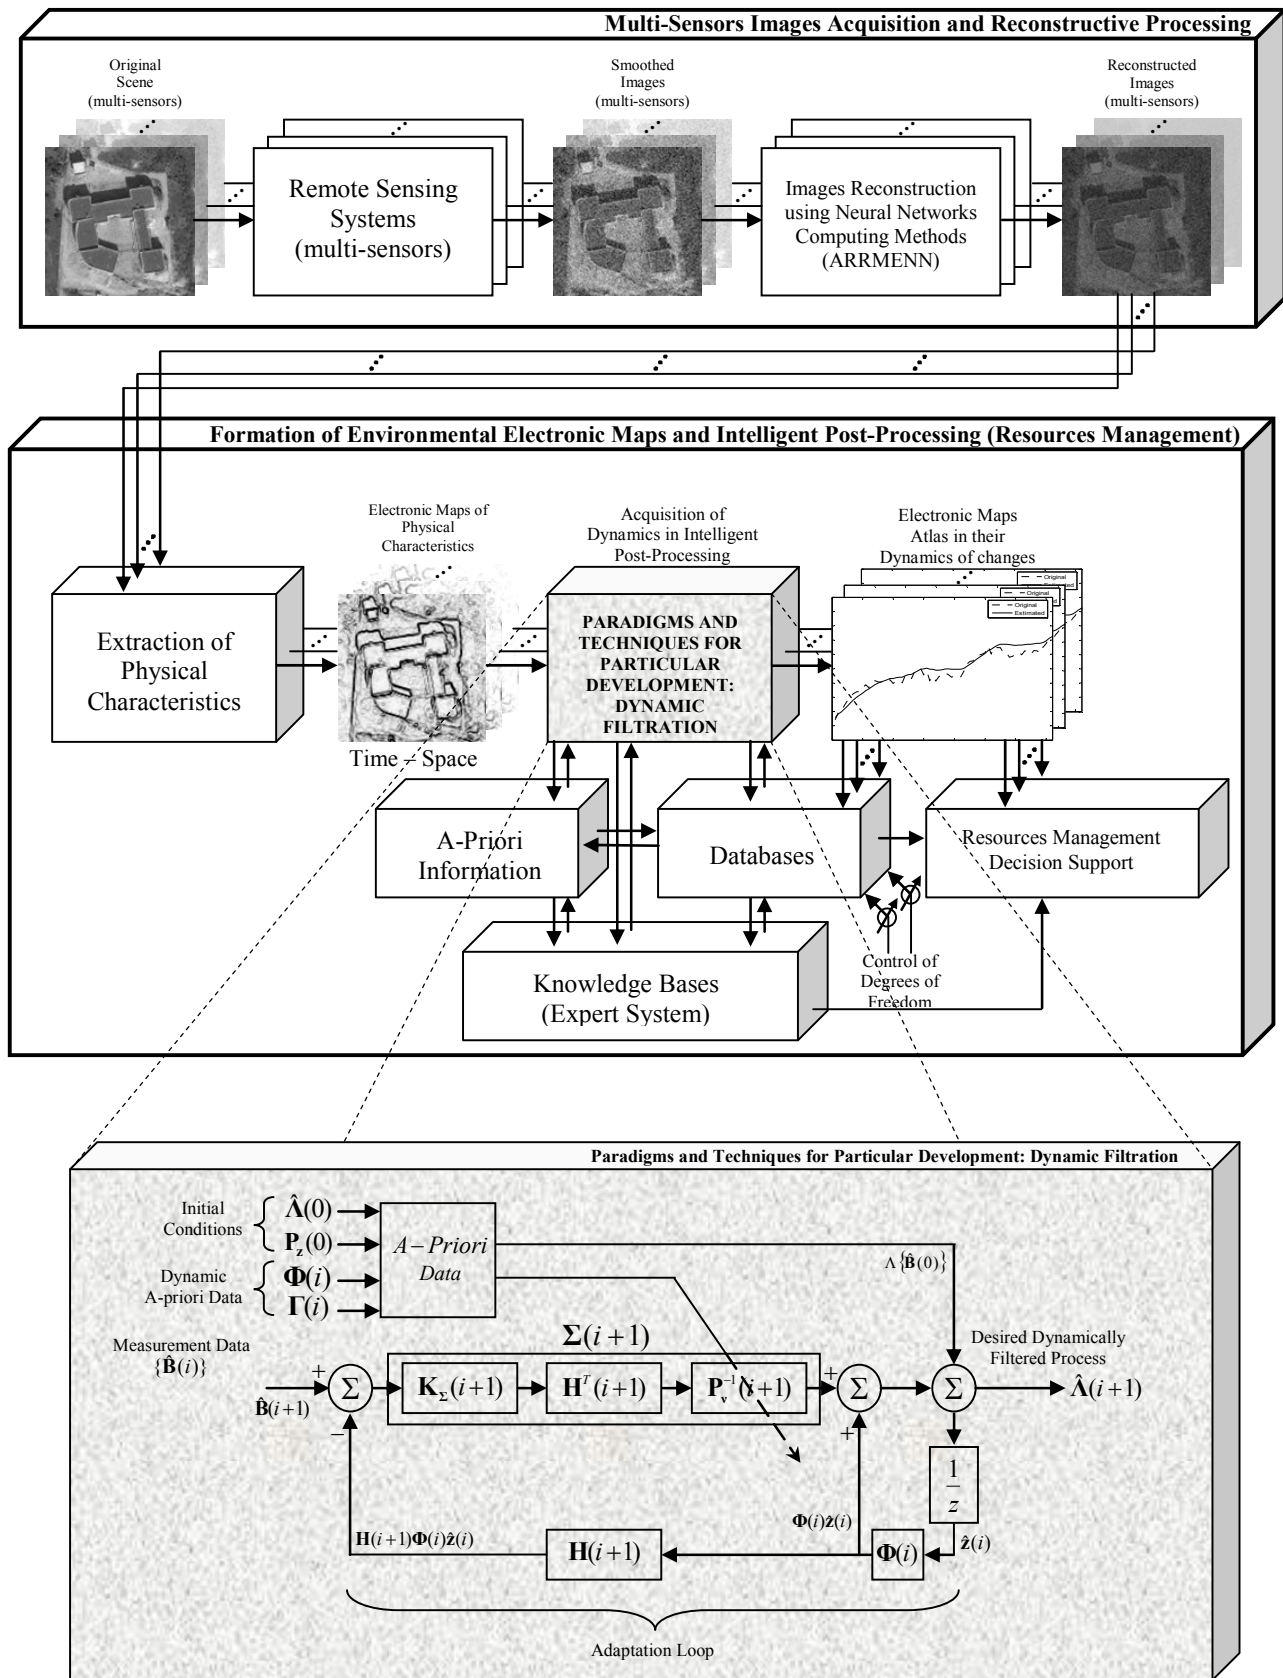 Multi-Sensors Images Acquisition and Reconstructive Processing
Original
Scene
(multi-sensors)
Smoothed
Images
(multi-sensors)
Reconstructed
Images
(multi-sensors)
Remote Sensing
Systems
(multi-sensors)
Images Reconstruction
using Neural Networks
Computing Methods
(ARRMENN)
Formation of Environmental Electronic Maps and Intelligent Post-Processing (Resources Management)
Electronic Maps of
Physical
Characteristics
Acquisition of
Dynamics in Intelligent
Post-Processing
Electronic Maps
Atlas in their
Dynamics of changes
Extraction of
Physical
Characteristics
Time – Space
PARADIGMS AND
TECHNIQUES FOR
PARTICULAR
DEVELOPMENT:
DYNAMIC
FILTRATION
Original
Original
Original
Estimated
A-Priori
Information
Databases
Resources Management
Decision Support
Knowledge Bases
(Expert System)
Control of
Degrees of
Freedom
Paradigms and Techniques for Particular Development: Dynamic Filtration
Initial
Conditions
Λ̂(0)
P_z(0)
Dynamic
A-priori Data
Φ(i)
Γ(i)
A−Priori
Data
Λ{B̂(0)}
Measurement Data
{B̂(i)}
Σ(i+1)
Desired Dynamically
Filtered Process
+
Σ
K_Σ(i+1)
H^T(i+1)
P_v^{-1}(i+1)
+
Σ
Σ
Λ̂(i+1)
B̂(i+1)
−
+
1/z
Φ(i)ẑ(i)
H(i+1)Φ(i)ẑ(i)
H(i+1)
Φ(i)
ẑ(i)
Adaptation Loop